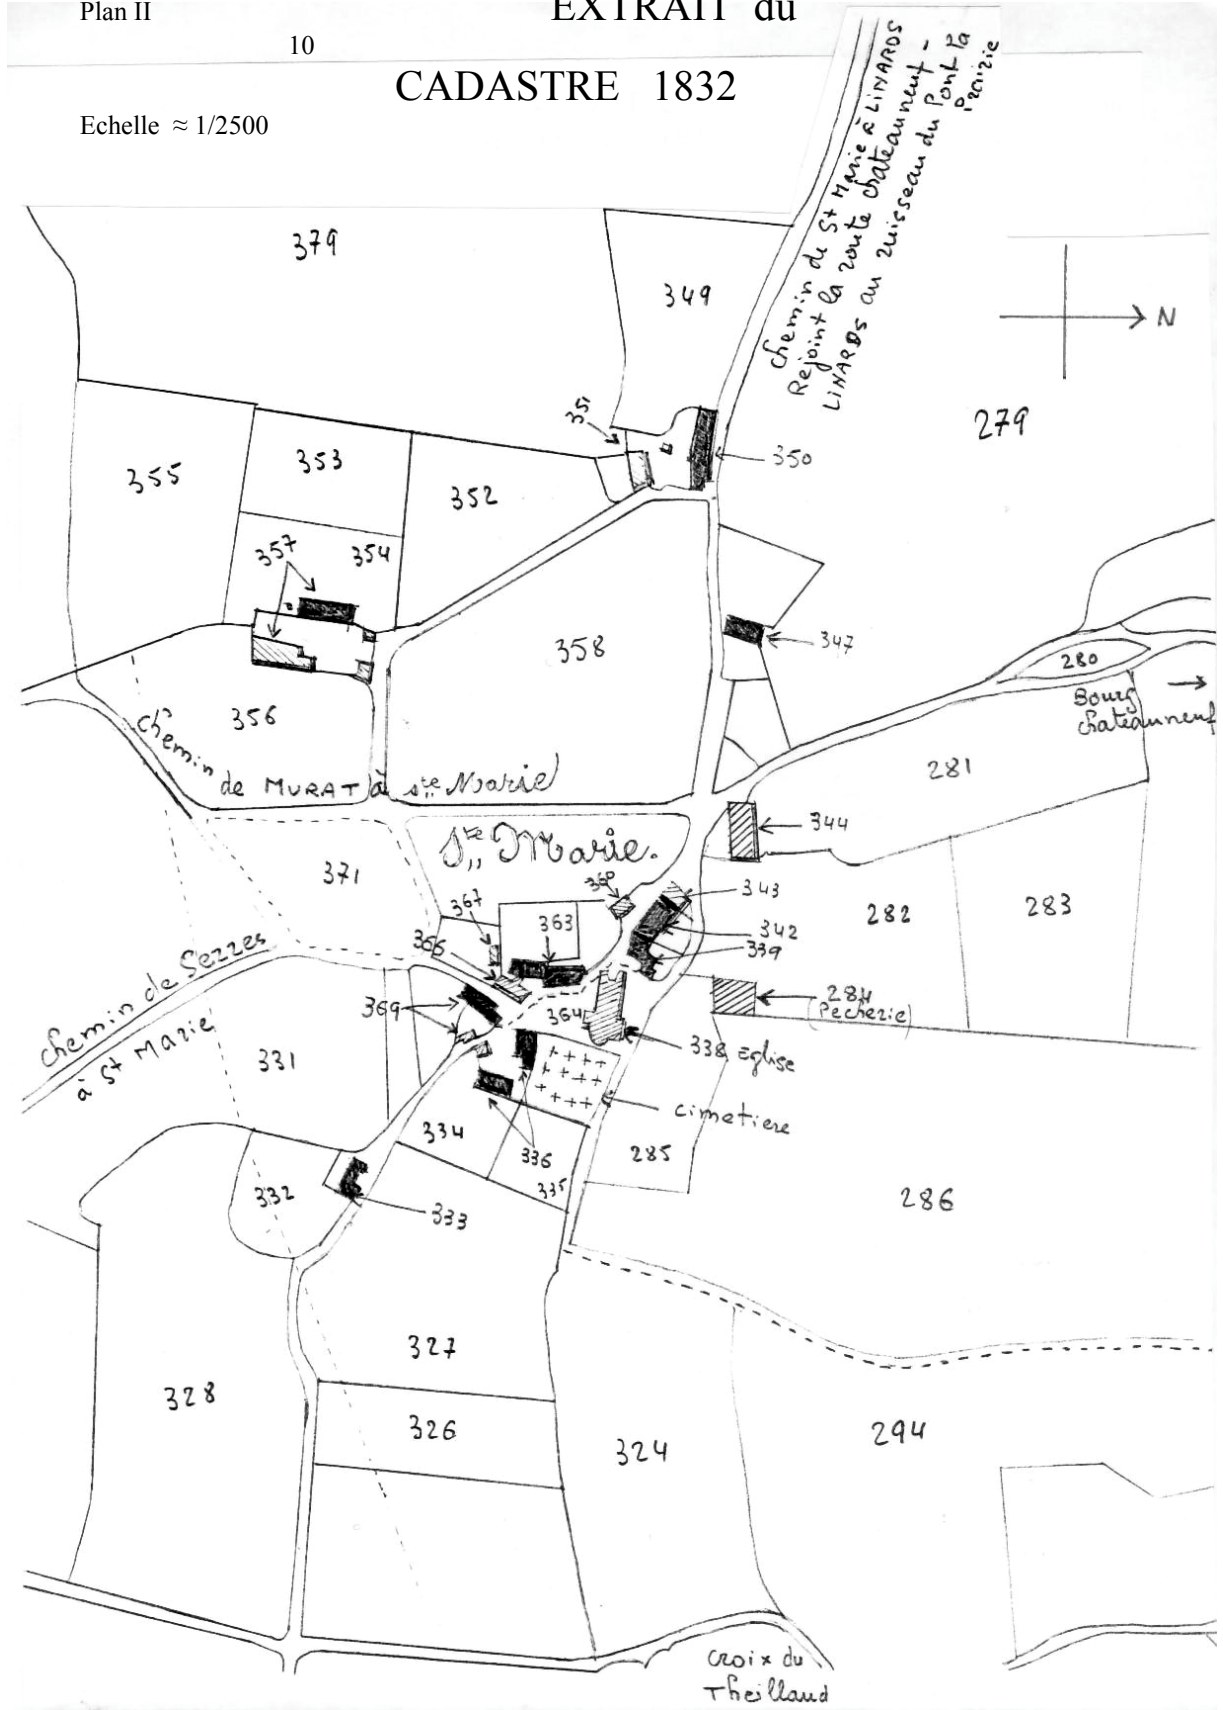 Plan II
EXTRAIT du
10
CADASTRE 1832
Echelle ≈ 1/2500
chemin de St Marie à LINARDS
Rejoint la route chateauneuf -
LINARDS au ruisseau du Pont la
Prairie
N
379
349
279
351
350
355
353
352
357
354
358
347
280
Bourg
chateauneuf
356
chemin
de MURAT à ste Marie
281
344
Ste Marie.
371
360
343
367
363
282
283
342
366
339
chemin de Sezzes
à St Marie
369
364
284
(Pecherie)
338 Eglise
331
cimetiere
334
336
285
335
332
333
286
327
328
326
324
294
Croix du
Theillaud